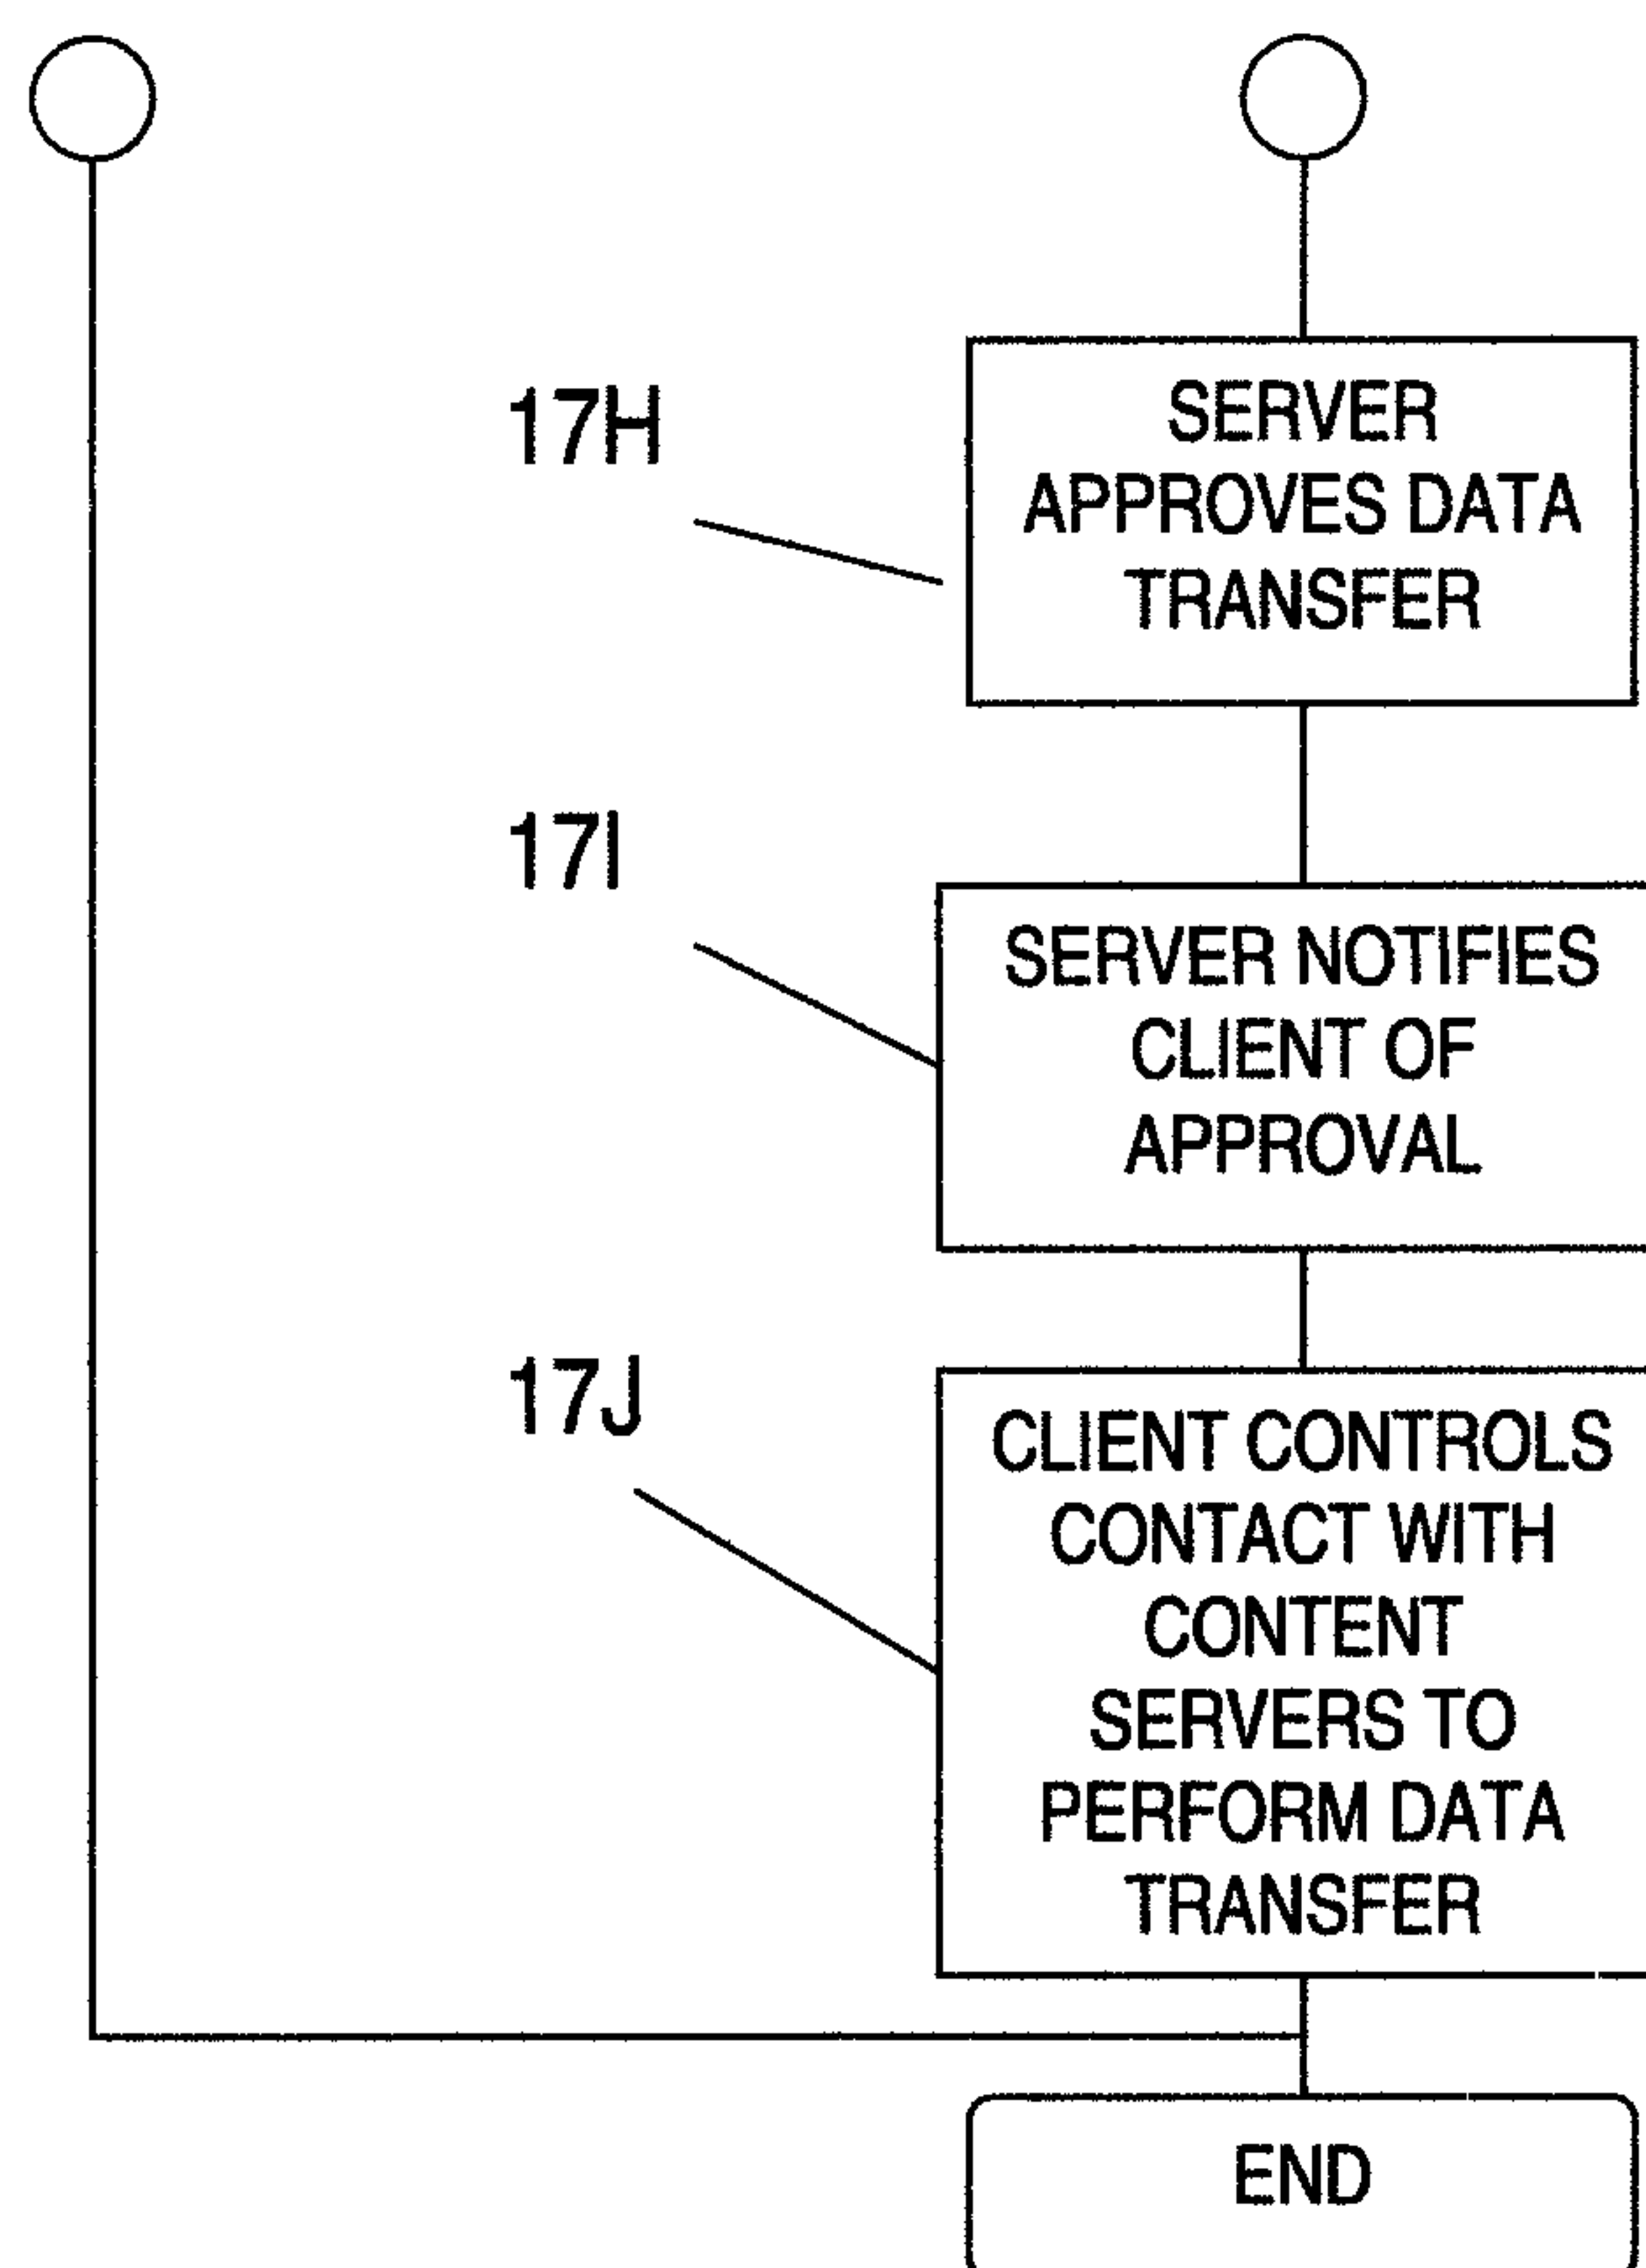 17H
SERVER
APPROVES DATA
TRANSFER
17I
SERVER NOTIFIES
CLIENT OF
APPROVAL
17J
CLIENT CONTROLS
CONTACT WITH
CONTENT
SERVERS TO
PERFORM DATA
TRANSFER
END